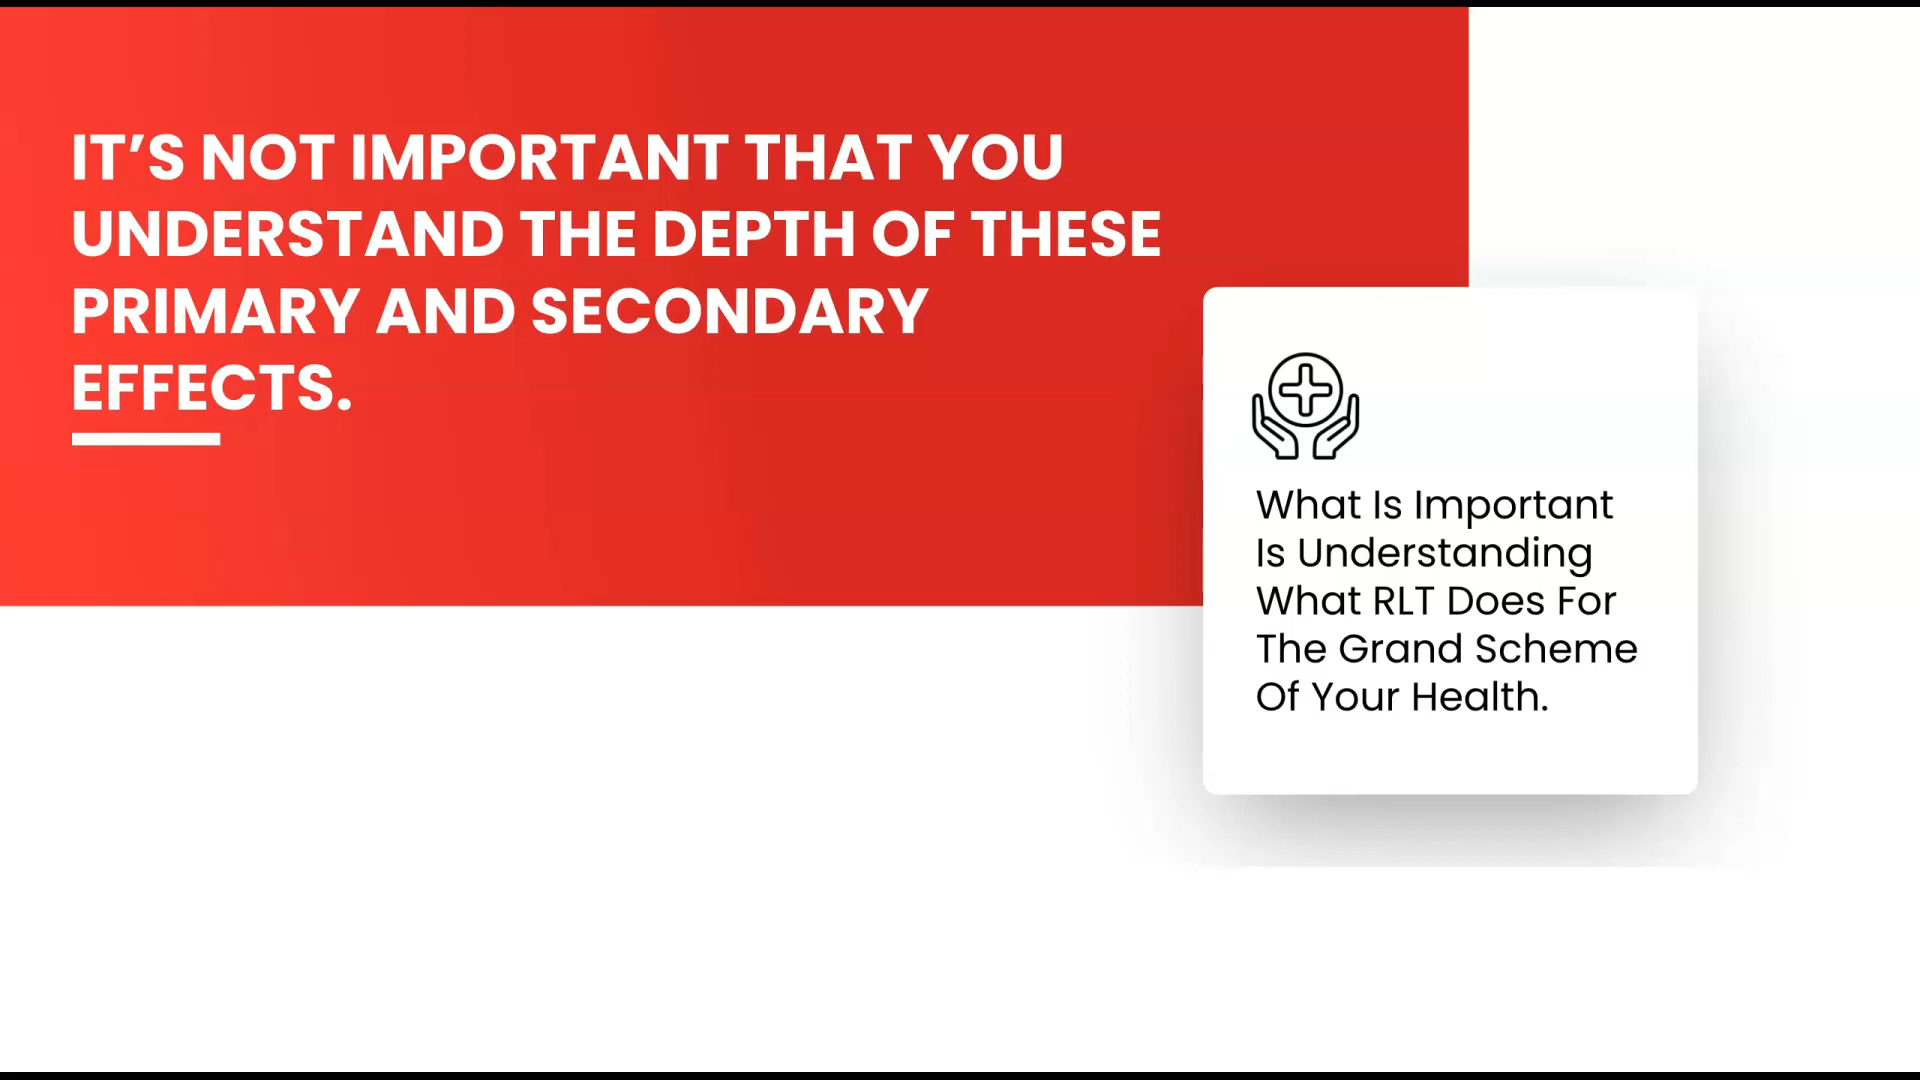 IT’S NOT IMPORTANT THAT YOU
UNDERSTAND THE DEPTH OF THESE
PRIMARY AND SECONDARY
EFFECTS.
What Is Important
Is Understanding
What RLT Does For
The Grand Scheme
Of Your Health.